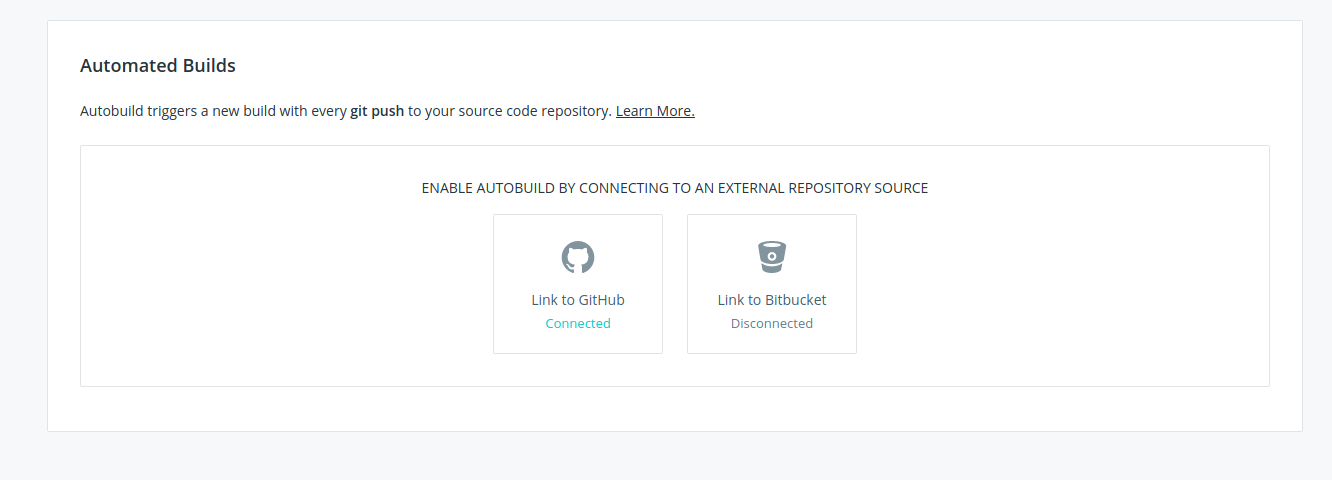 Automated Builds
Autobuild triggers a new build with every git push to your source code repository. Learn More.
ENABLE AUTOBUILD BY CONNECTING TO AN EXTERNAL REPOSITORY SOURCE
Link to GitHub
Connected
Link to Bitbucket
Disconnected